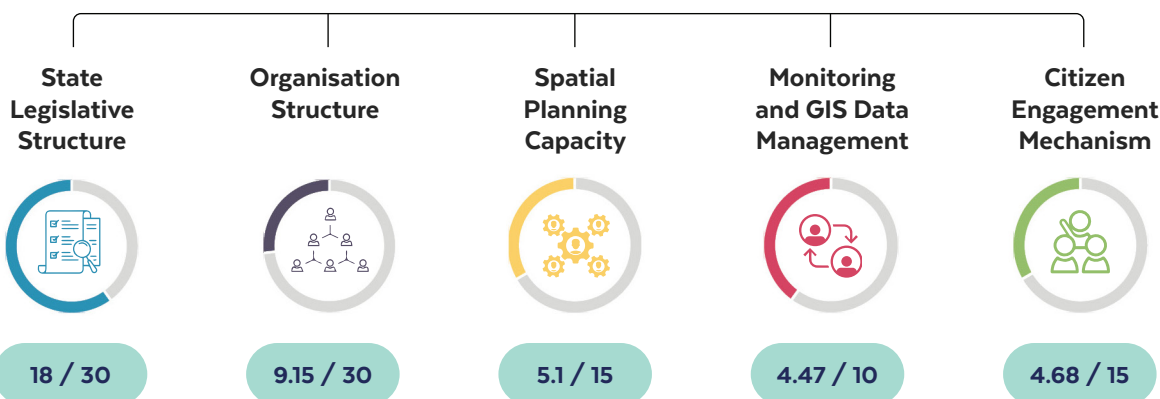 State
Legislative
Structure
Organisation
Structure
Spatial
Planning
Capacity
Monitoring
and GIS Data
Management
Citizen
Engagement
Mechanism
18 / 30
9.15 / 30
5.1 / 15
4.47 / 10
4.68 / 15